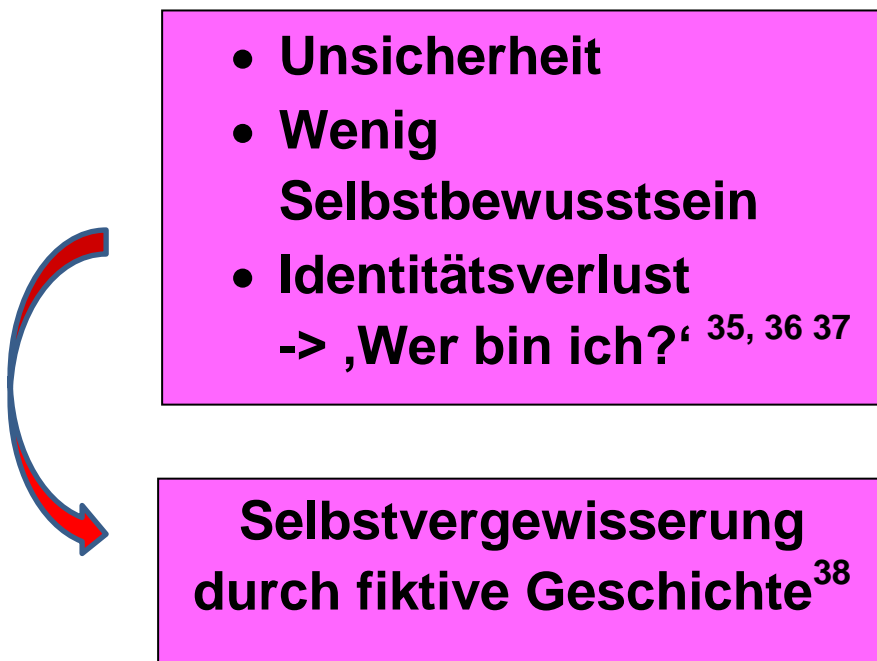 • Unsicherheit
• Wenig
Selbstbewusstsein
• Identitätsverlust
-> ‚Wer bin ich?‘ 35, 36 37
Selbstvergewisserung
durch fiktive Geschichte38